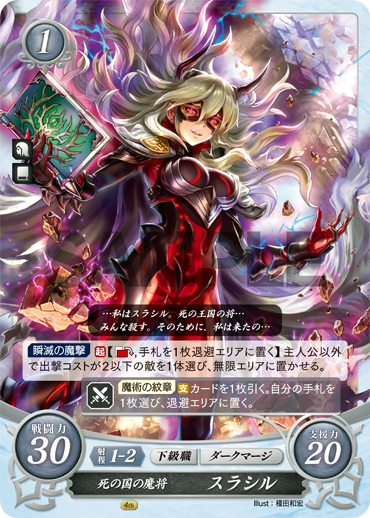 1
SAMPLE
…私はスラシル。死の王国の将…
みんな殺す。そのために、私は来たの…
瞬滅の魔撃 起【 ,手札を1枚退避エリアに置く】主人公以外
で出撃コストが2以下の敵を1体選び、無限エリアに置かせる。
魔術の紋章 支 カードを1枚引く。自分の手札を
1枚選び、退避エリアに置く。
戦闘力
30
射程 1-2
下級職
ダークマージ
支援力
20
死の国の魔将 スラシル
4th
Illust:種田和宏